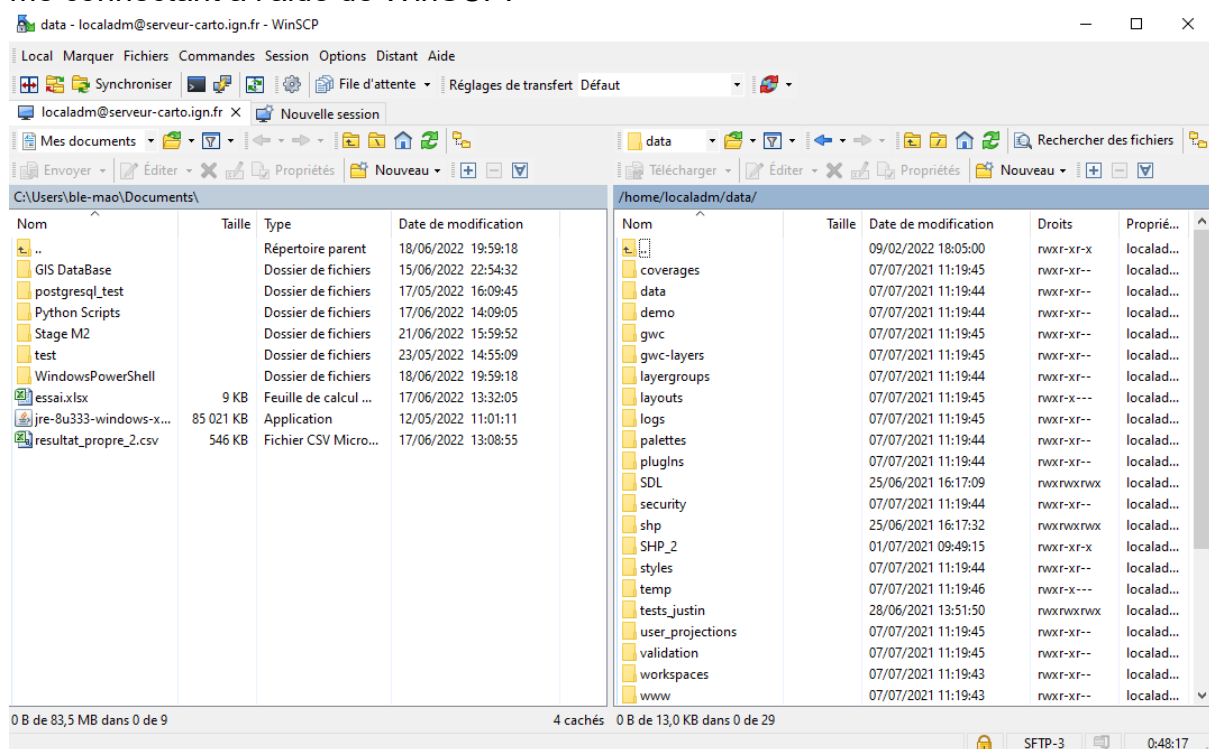 data - localadm@serveur-carto.ign.fr - WinSCP
Local Marquer Fichiers Commandes Session Options Distant Aide
Synchroniser File d'attente Réglages de transfert Défaut
localadm@serveur-carto.ign.fr Nouvelle session
Mes documents data Rechercher des fichiers
Envoyer Éditer Propriétés Nouveau Télécharger Éditer Propriétés Nouveau
C:\Users\ble-mao\Documents\ /home/localadm/data/
Nom Taille Type Date de modification Nom Taille Date de modification Droits Proprié...
.. Répertoire parent 18/06/2022 19:59:18 .. 09/02/2022 18:05:00 rwxr-xr-x localad...
GIS DataBase Dossier de fichiers 15/06/2022 22:54:32 coverages 07/07/2021 11:19:45 rwxr-xr-- localad...
postgresql_test Dossier de fichiers 17/05/2022 16:09:45 data 07/07/2021 11:19:44 rwxr-xr-- localad...
Python Scripts Dossier de fichiers 17/06/2022 14:09:05 demo 07/07/2021 11:19:44 rwxr-xr-- localad...
Stage M2 Dossier de fichiers 21/06/2022 15:59:52 gwc 07/07/2021 11:19:45 rwxr-xr-- localad...
test Dossier de fichiers 23/05/2022 14:55:09 gwc-layers 07/07/2021 11:19:45 rwxr-xr-- localad...
WindowsPowerShell Dossier de fichiers 18/06/2022 19:59:18 layergroups 07/07/2021 11:19:44 rwxr-xr-- localad...
essai.xlsx 9 KB Feuille de calcul ... 17/06/2022 13:32:05 layouts 07/07/2021 11:19:45 rwxr-x--- localad...
jre-8u333-windows-x... 85 021 KB Application 12/05/2022 11:01:11 logs 07/07/2021 11:19:45 rwxr-xr-- localad...
resultat_propre_2.csv 546 KB Fichier CSV Micro... 17/06/2022 13:08:55 palettes 07/07/2021 11:19:44 rwxr-xr-- localad...
plugIns 07/07/2021 11:19:44 rwxr-xr-- localad...
SDL 25/06/2021 16:17:09 rwxrwxrwx localad...
security 07/07/2021 11:19:44 rwxr-xr-- localad...
shp 25/06/2021 16:17:32 rwxrwxrwx localad...
SHP_2 01/07/2021 09:49:15 rwxr-xr-x localad...
styles 07/07/2021 11:19:44 rwxr-xr-- localad...
temp 07/07/2021 11:19:46 rwxr-x--- localad...
tests_justin 28/06/2021 13:51:50 rwxrwxrwx localad...
user_projections 07/07/2021 11:19:45 rwxr-xr-- localad...
validation 07/07/2021 11:19:45 rwxr-xr-- localad...
workspaces 07/07/2021 11:19:43 rwxr-xr-- localad...
www 07/07/2021 11:19:43 rwxr-xr-- localad...
0 B de 83,5 MB dans 0 de 9 4 cachés 0 B de 13,0 KB dans 0 de 29
SFTP-3 0:48:17